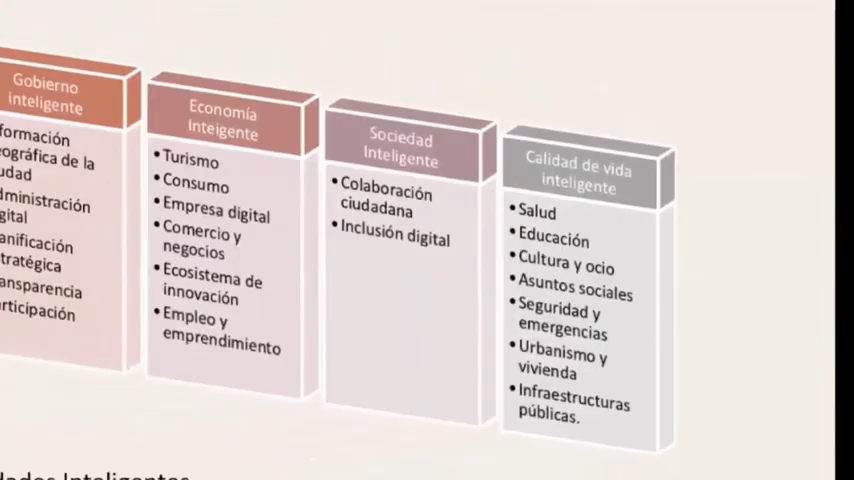 Gobierno
inteligente
formación
eográfica de la
udad
dministración
gital
anificación
tratégica
ansparencia
rticipación
Economía
Inteigente
• Turismo
• Consumo
• Empresa digital
• Comercio y
negocios
• Ecosistema de
innovación
• Empleo y
emprendimiento
Sociedad
Inteligente
• Colaboración
ciudadana
• Inclusión digital
Calidad de vida
inteligente
• Salud
• Educación
• Cultura y ocio
• Asuntos sociales
• Seguridad y
emergencias
• Urbanismo y
vivienda
• Infraestructuras
públicas.
dades Inteligentes